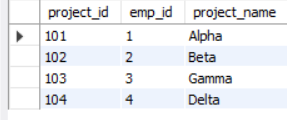 project_id emp_id project_name
101 1 Alpha
102 2 Beta
103 3 Gamma
104 4 Delta